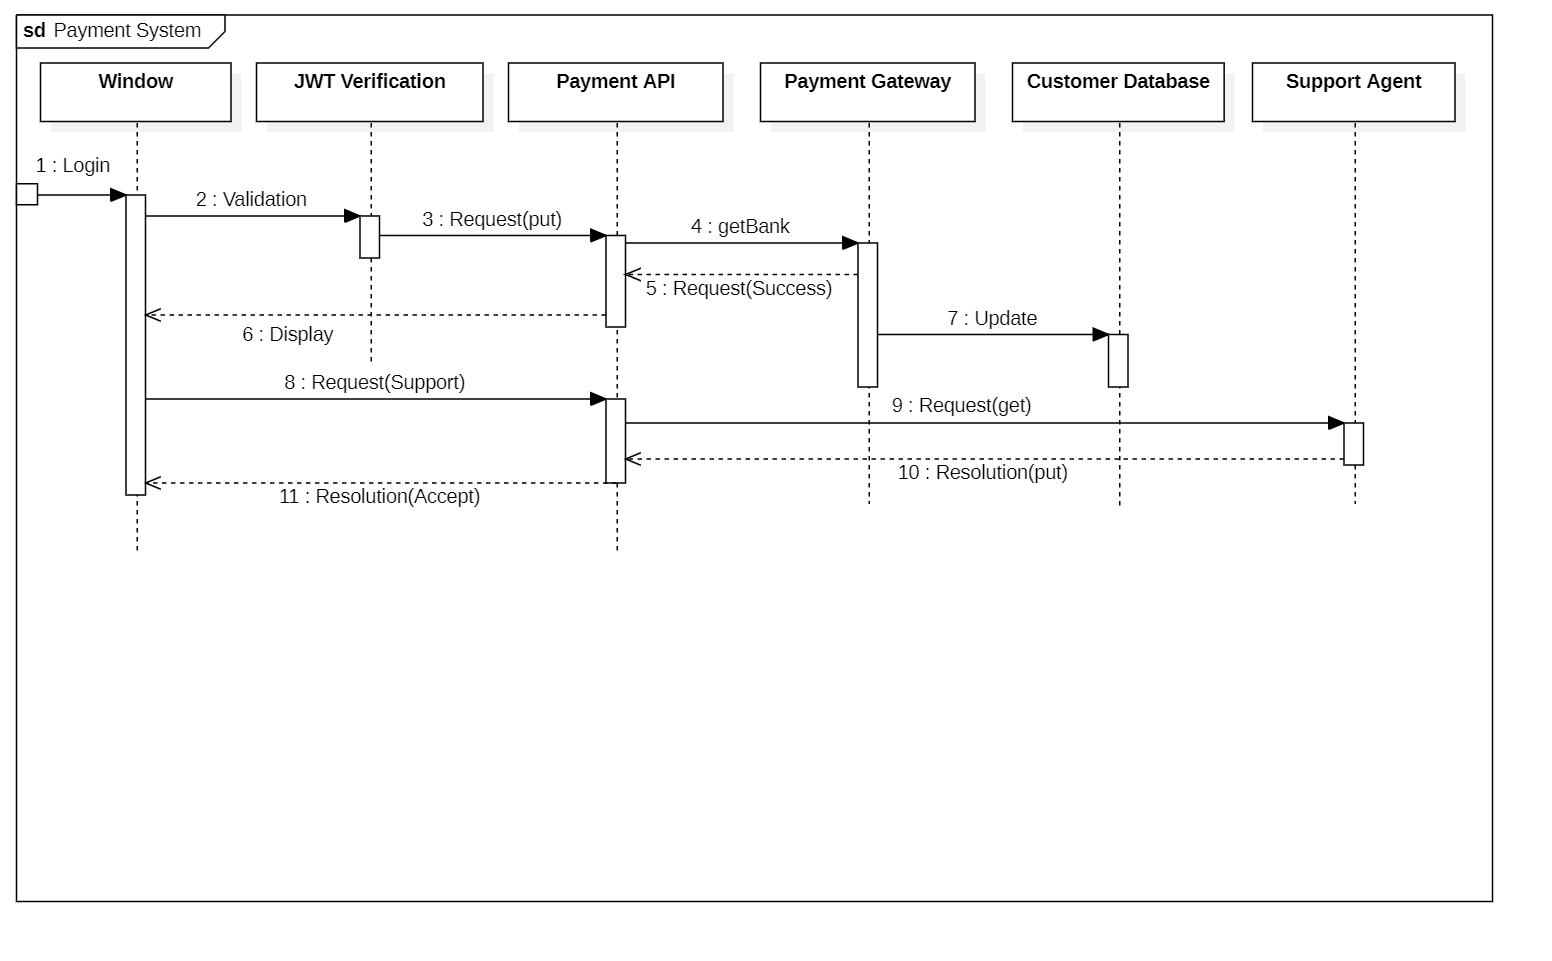 sd Payment System
Window
JWT Verification
Payment API
Payment Gateway
Customer Database
Support Agent
1 : Login
2 : Validation
3 : Request(put)
4 : getBank
5 : Request(Success)
6 : Display
7 : Update
8 : Request(Support)
9 : Request(get)
10 : Resolution(put)
11 : Resolution(Accept)